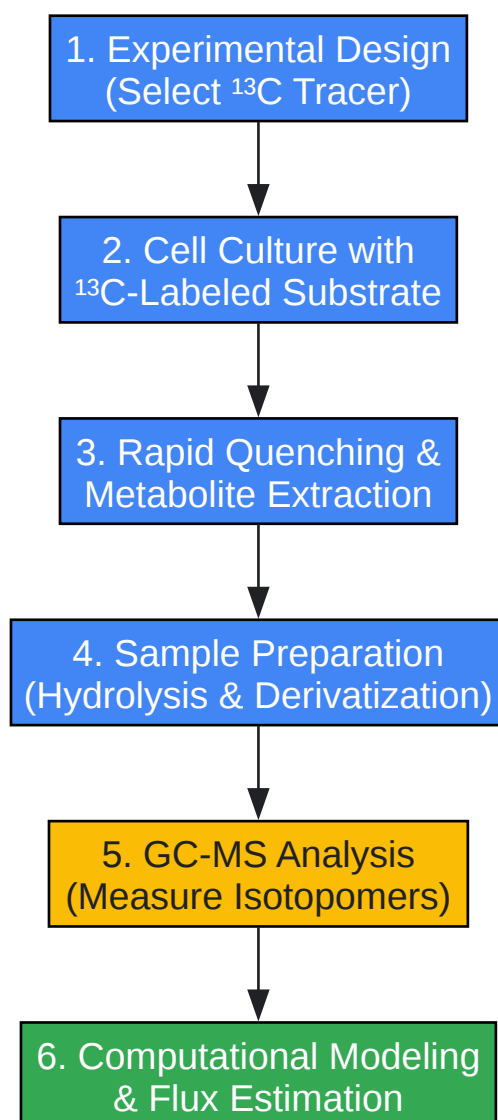 1. Experimental Design
(Select ¹³C Tracer)
2. Cell Culture with
¹³C-Labeled Substrate
3. Rapid Quenching &
Metabolite Extraction
4. Sample Preparation
(Hydrolysis & Derivatization)
5. GC-MS Analysis
(Measure Isotopomers)
6. Computational Modeling
& Flux Estimation